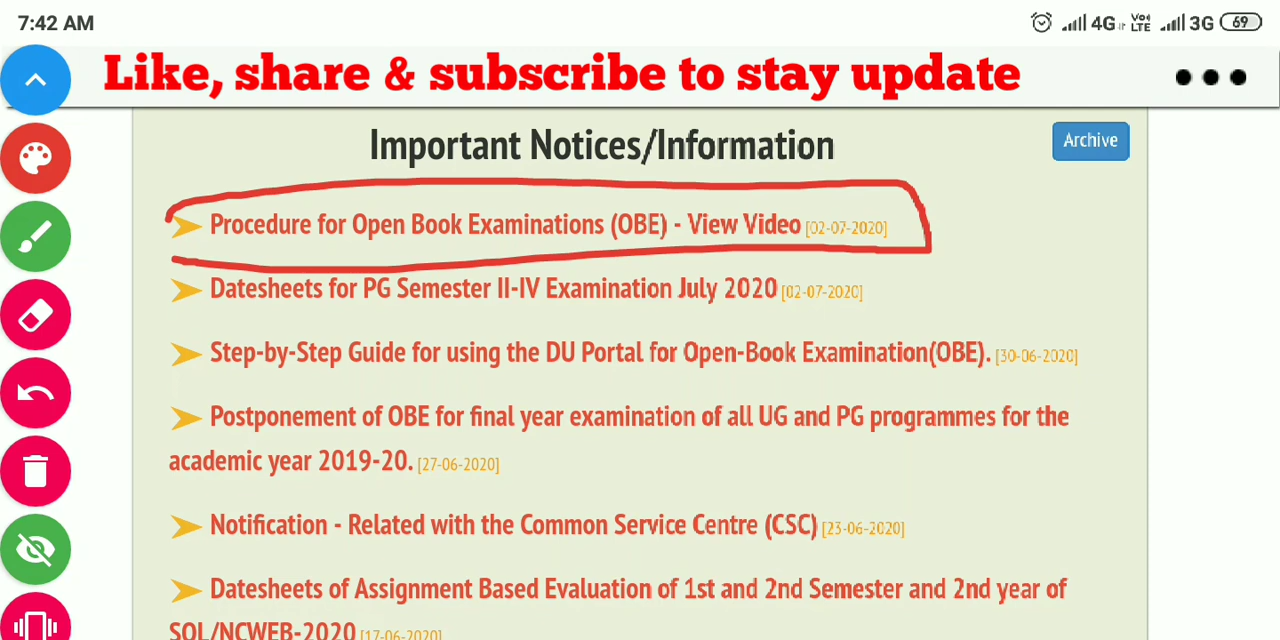 7:42 AM
4G VoLTE 3G 69
Like, share & subscribe to stay update
Important Notices/Information
Archive
Procedure for Open Book Examinations (OBE) - View Video [02-07-2020]
Datesheets for PG Semester II-IV Examination July 2020 [02-07-2020]
Step-by-Step Guide for using the DU Portal for Open-Book Examination(OBE). [30-06-2020]
Postponement of OBE for final year examination of all UG and PG programmes for the
academic year 2019-20. [27-06-2020]
Notification - Related with the Common Service Centre (CSC) [23-06-2020]
Datesheets of Assignment Based Evaluation of 1st and 2nd Semester and 2nd year of
SOL/NCWEB-2020 [17-06-2020]